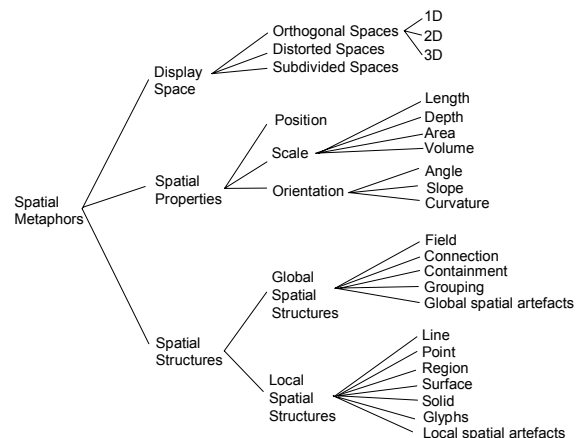 Spatial
Metaphors
Display
Space
Orthogonal Spaces
1D
2D
3D
Distorted Spaces
Subdivided Spaces
Spatial
Properties
Position
Scale
Length
Depth
Area
Volume
Orientation
Angle
Slope
Curvature
Spatial
Structures
Global
Spatial
Structures
Field
Connection
Containment
Grouping
Global spatial artefacts
Local
Spatial
Structures
Line
Point
Region
Surface
Solid
Glyphs
Local spatial artefacts